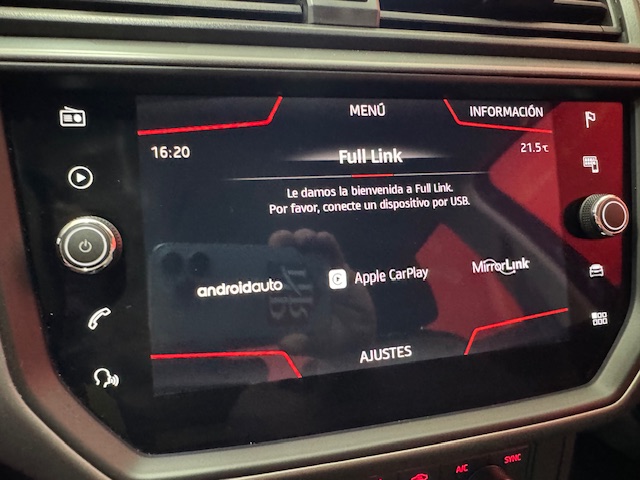 MENÚ
INFORMACIÓN
16:20
21.5°C
Full Link
Le damos la bienvenida a Full Link.
Por favor, conecte un dispositivo por USB.
androidauto
Apple CarPlay
MirrorLink
AJUSTES
A/C
SYNC